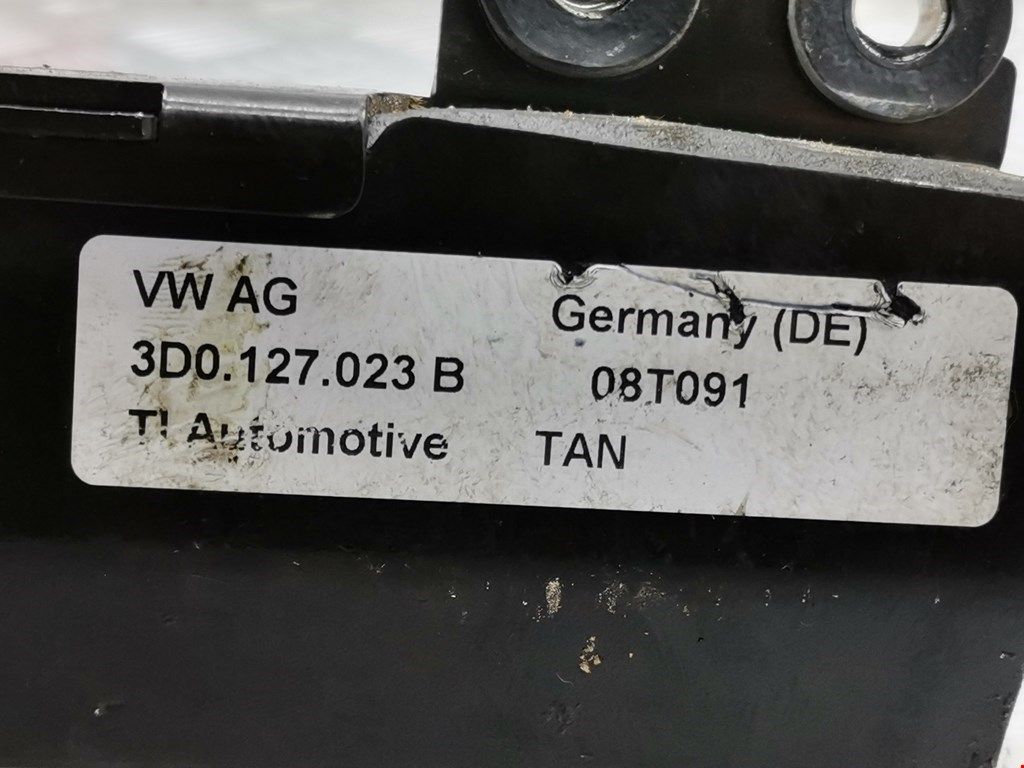 VW AG Germany (DE)
3D0.127.023 B 08T091
TI Automotive TAN